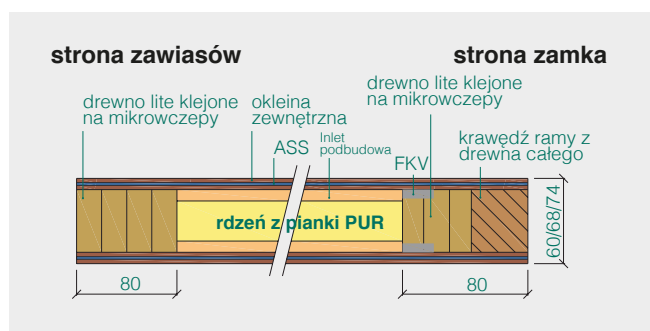 strona zawiasów
strona zamka
drewno lite klejone
na mikrowczepy
okleina
zewnętrzna
ASS
Inlet
podbudowa
drewno lite klejone
na mikrowczepy
FKV
krawędź ramy z
drewna całego
rdzeń z pianki PUR
60/68/74
80
80